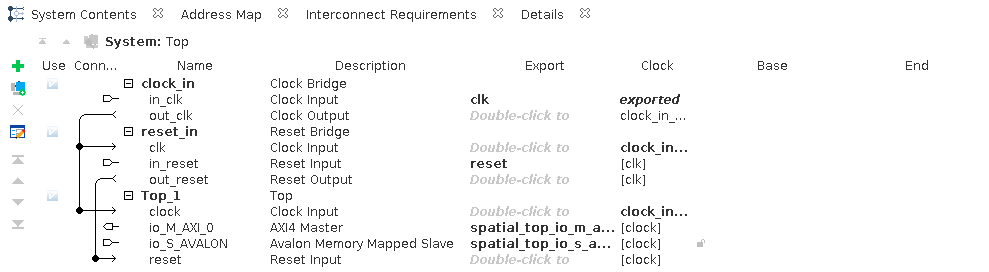 System Contents Address Map Interconnect Requirements Details
System: Top
Use Conn... Name Description Export Clock Base End
clock_in Clock Bridge
in_clk Clock Input clk exported
out_clk Clock Output Double-click to clock_in_...
reset_in Reset Bridge
clk Clock Input Double-click to clock_in...
in_reset Reset Input reset [clk]
out_reset Reset Output Double-click to [clk]
Top_1 Top
clock Clock Input Double-click to clock_in...
io_M_AXI_0 AXI4 Master spatial_top_io_m_a... [clock]
io_S_AVALON Avalon Memory Mapped Slave spatial_top_io_s_a... [clock]
reset Reset Input Double-click to [clock]